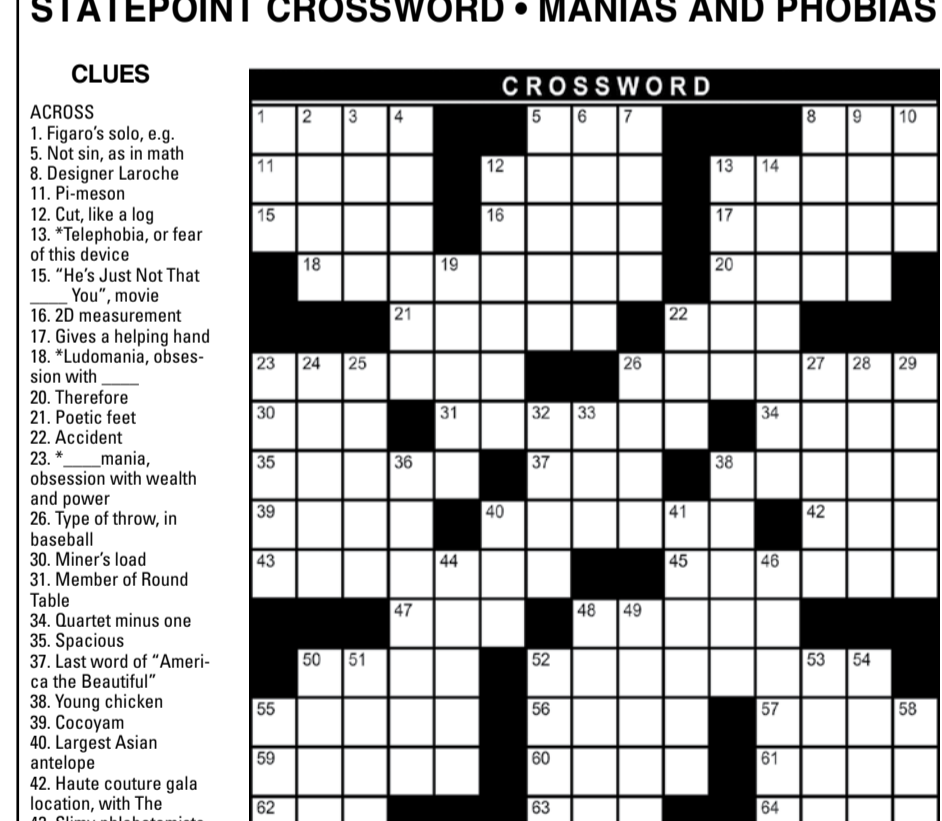 STATEPOINT CROSSWORD • MANIAS AND PHOBIAS
CLUES
ACROSS
1. Figaro’s solo, e.g.
5. Not sin, as in math
8. Designer Laroche
11. Pi-meson
12. Cut, like a log
13. *Telephobia, or fear
of this device
15. “He’s Just Not That
____ You”, movie
16. 2D measurement
17. Gives a helping hand
18. *Ludomania, obses-
sion with ____
20. Therefore
21. Poetic feet
22. Accident
23. *____mania,
obsession with wealth
and power
26. Type of throw, in
baseball
30. Miner’s load
31. Member of Round
Table
34. Quartet minus one
35. Spacious
37. Last word of “Ameri-
ca the Beautiful”
38. Young chicken
39. Cocoyam
40. Largest Asian
antelope
42. Haute couture gala
location, with The
CROSSWORD
1 2 3 4 5 6 7 8 9 10
11 12 13 14
15 16 17
18 19 20
21 22
23 24 25 26 27 28 29
30 31 32 33 34
35 36 37 38
39 40 41 42
43 44 45 46
47 48 49
50 51 52 53 54
55 56 57 58
59 60 61
62 63 64